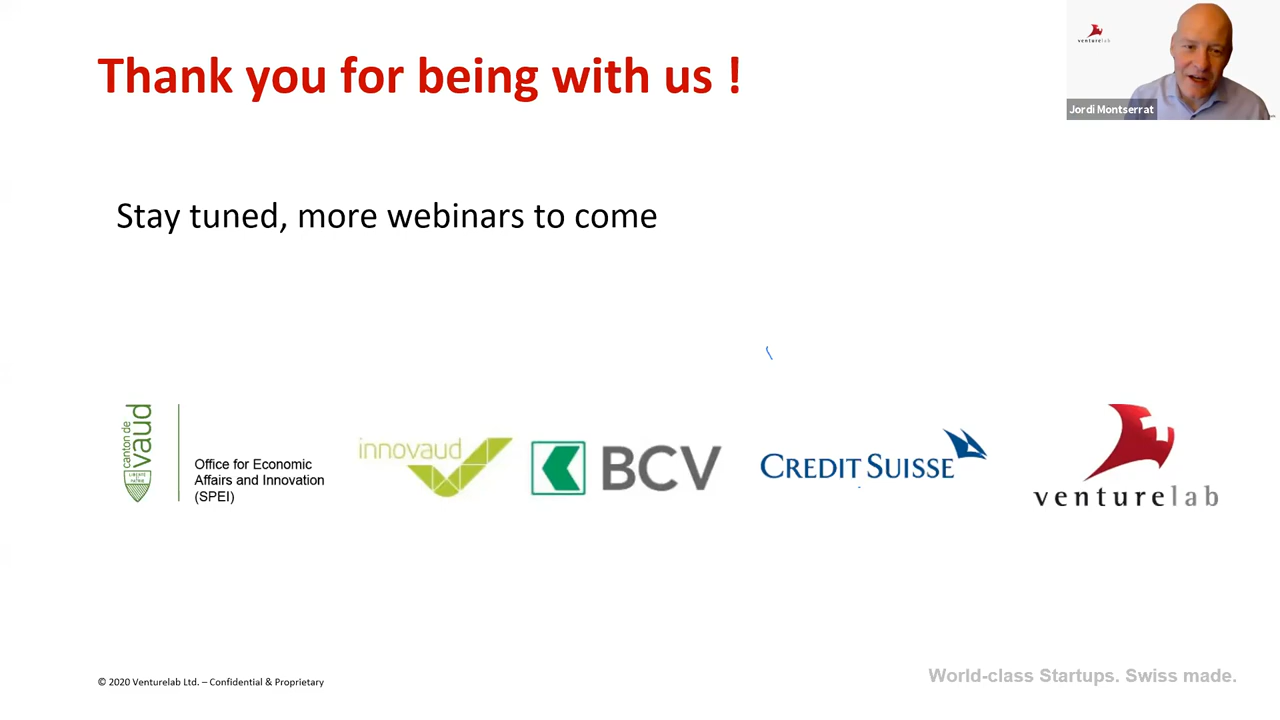 Thank you for being with us !
venturelab
Jordi Montserrat
Stay tuned, more webinars to come
canton de
vaud
Office for Economic
Affairs and Innovation
(SPEI)
innovaud
BCV
CREDIT SUISSE
venturelab
© 2020 Venturelab Ltd. – Confidential & Proprietary
World-class Startups. Swiss made.